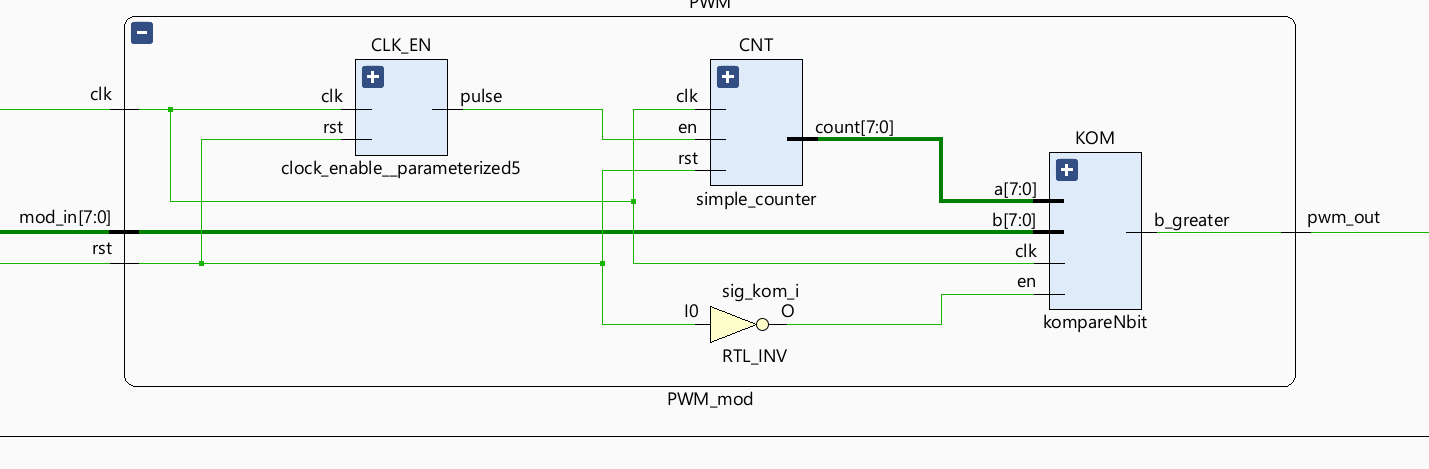 PWM
CLK_EN
CNT
clk
clk
pulse
clk
rst
en
count[7:0]
rst
KOM
clock_enable__parameterized5
simple_counter
a[7:0]
mod_in[7:0]
b[7:0]
b_greater
pwm_out
rst
clk
en
sig_kom_i
I0
O
kompareNbit
RTL_INV
PWM_mod